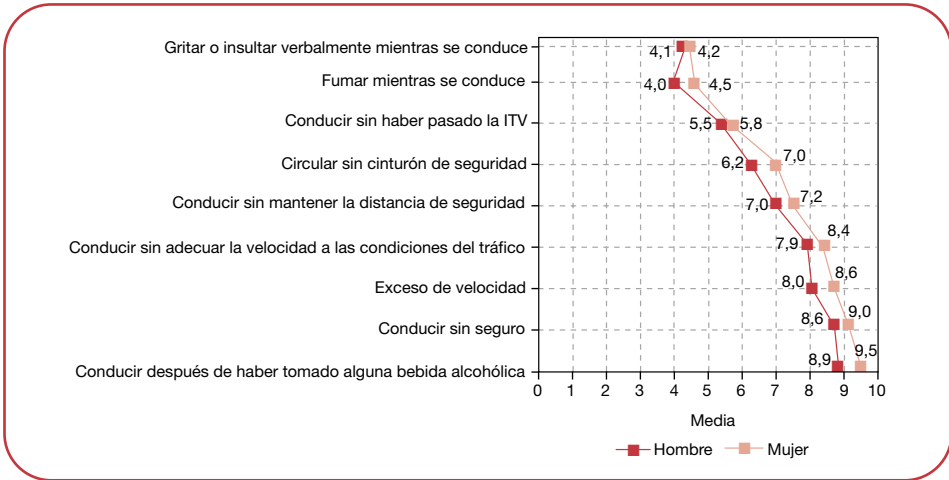 Gritar o insultar verbalmente mientras se conduce
4,1 4,2
Fumar mientras se conduce
4,0 4,5
Conducir sin haber pasado la ITV
5,5 5,8
Circular sin cinturón de seguridad
6,2 7,0
Conducir sin mantener la distancia de seguridad
7,0 7,2
Conducir sin adecuar la velocidad a las condiciones del tráfico
7,9 8,4
Exceso de velocidad
8,0 8,6
Conducir sin seguro
8,6 9,0
Conducir después de haber tomado alguna bebida alcohólica
8,9 9,5
0 1 2 3 4 5 6 7 8 9 10
Media
Hombre Mujer